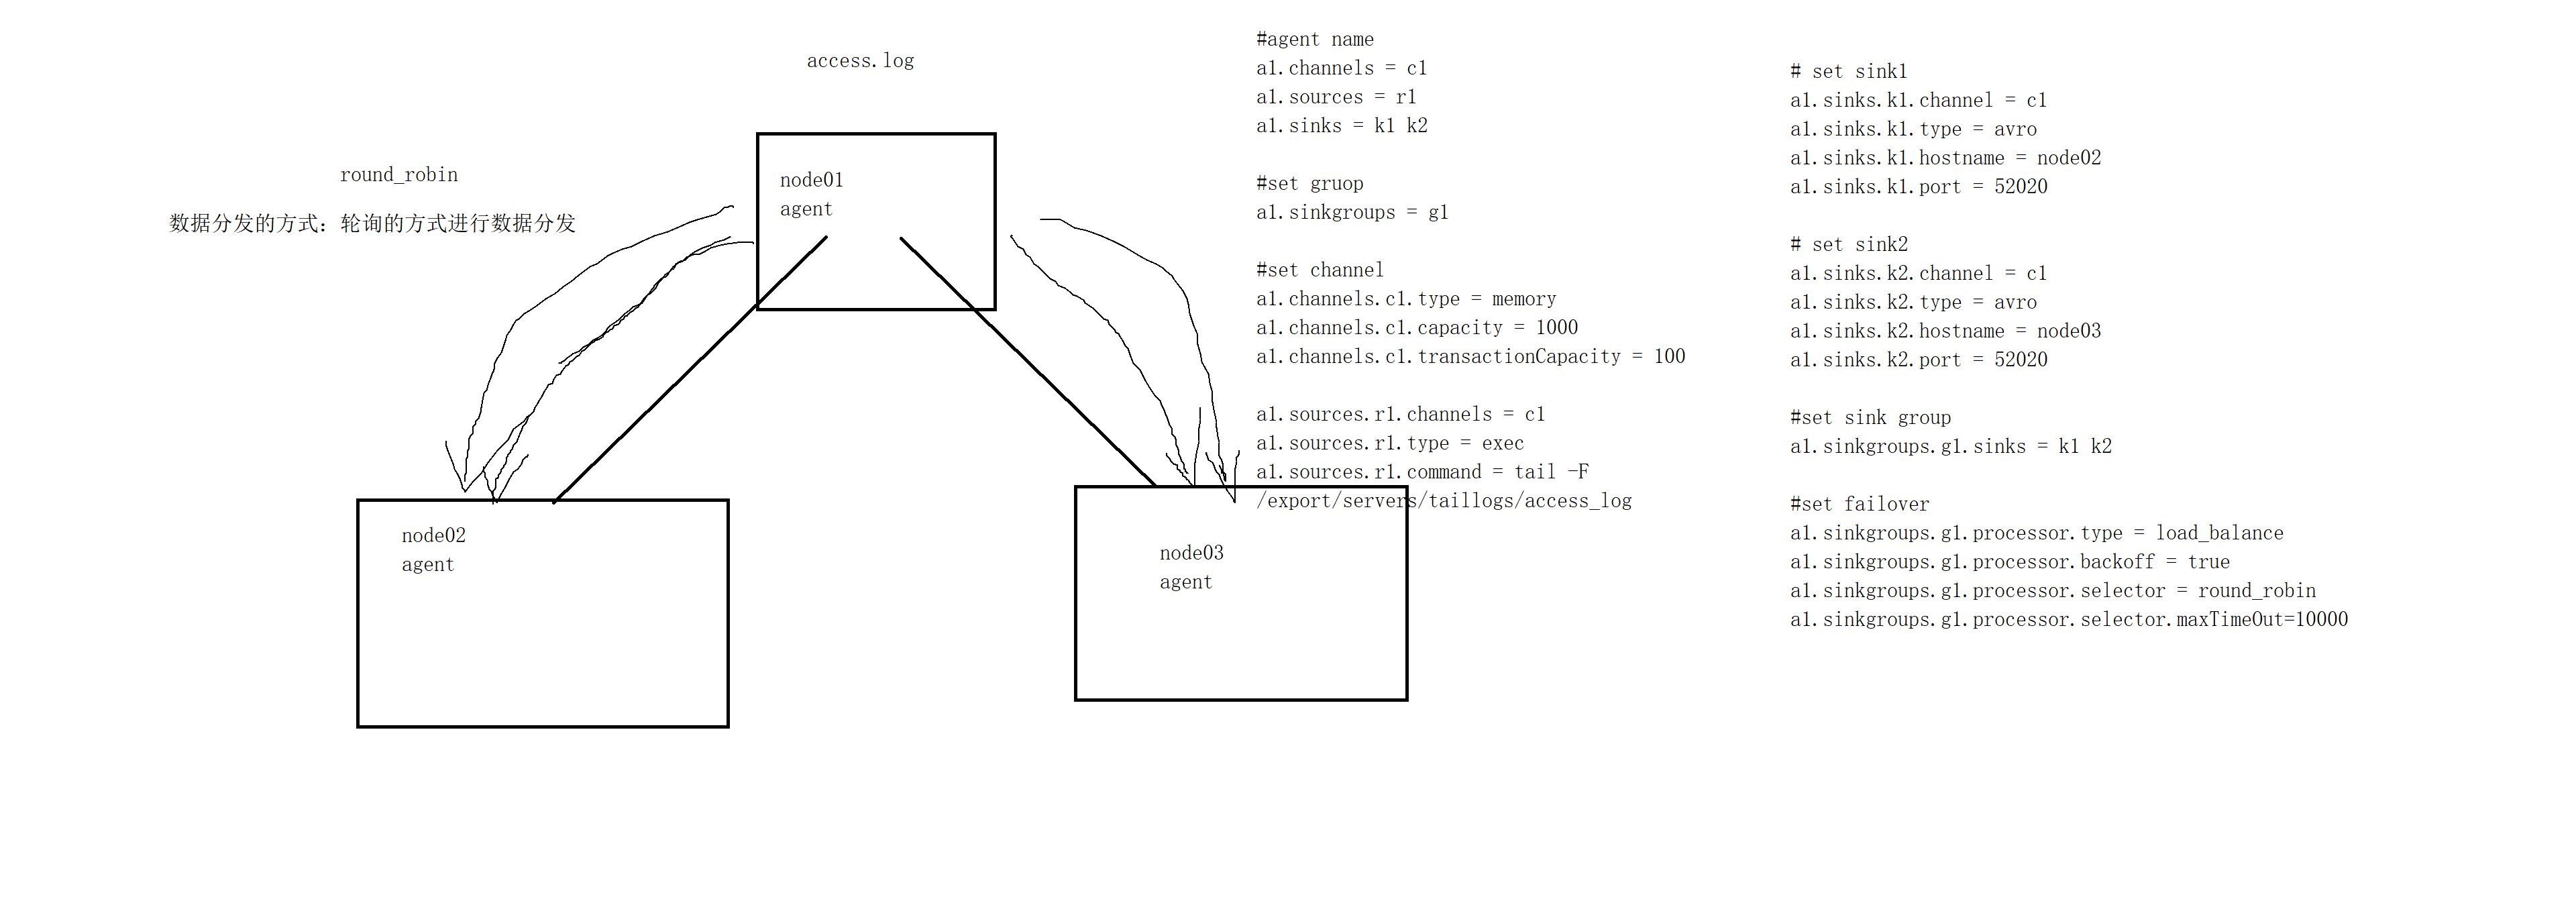 access.log
round_robin
数据分发的方式：轮询的方式进行数据分发
node01
agent
node02
agent
node03
agent
#agent name
a1.channels = c1
a1.sources = r1
a1.sinks = k1 k2
#set gruop
a1.sinkgroups = g1
#set channel
a1.channels.c1.type = memory
a1.channels.c1.capacity = 1000
a1.channels.c1.transactionCapacity = 100
a1.sources.r1.channels = c1
a1.sources.r1.type = exec
a1.sources.r1.command = tail -F
/export/servers/taillogs/access_log
# set sink1
a1.sinks.k1.channel = c1
a1.sinks.k1.type = avro
a1.sinks.k1.hostname = node02
a1.sinks.k1.port = 52020
# set sink2
a1.sinks.k2.channel = c1
a1.sinks.k2.type = avro
a1.sinks.k2.hostname = node03
a1.sinks.k2.port = 52020
#set sink group
a1.sinkgroups.g1.sinks = k1 k2
#set failover
a1.sinkgroups.g1.processor.type = load_balance
a1.sinkgroups.g1.processor.backoff = true
a1.sinkgroups.g1.processor.selector = round_robin
a1.sinkgroups.g1.processor.selector.maxTimeOut=10000